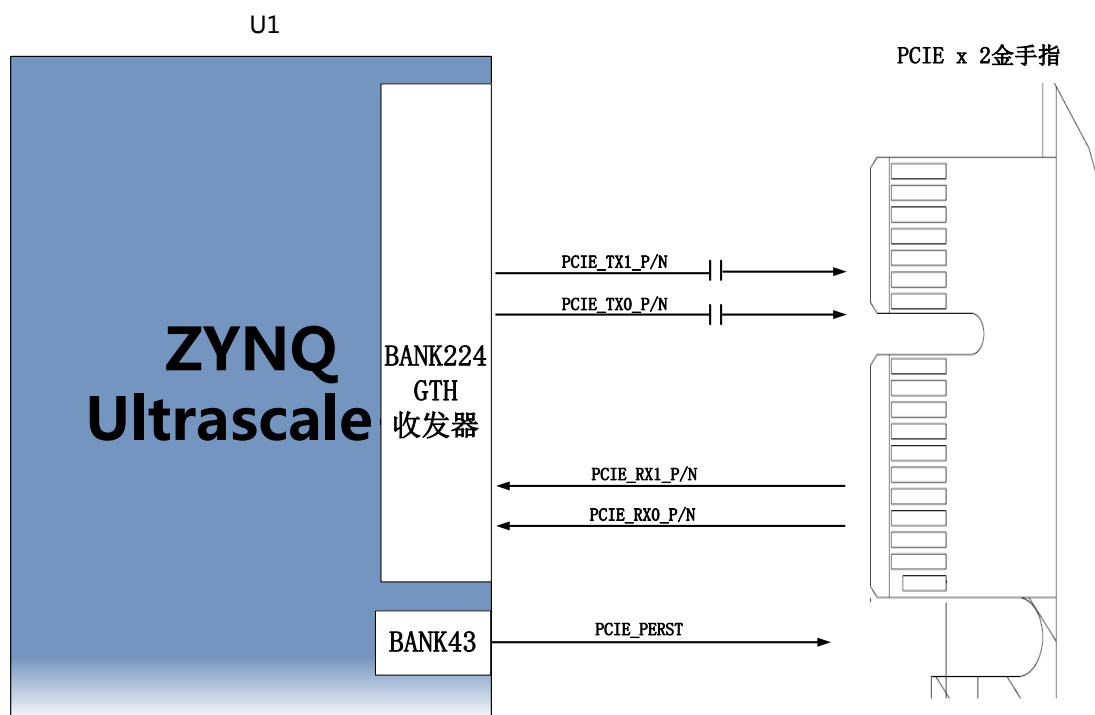 U1
PCIE x 2金手指
PCIE_TX1_P/N
PCIE_TX0_P/N
ZYNQ
Ultrascale
BANK224
GTH
收发器
PCIE_RX1_P/N
PCIE_RX0_P/N
BANK43
PCIE_PERST